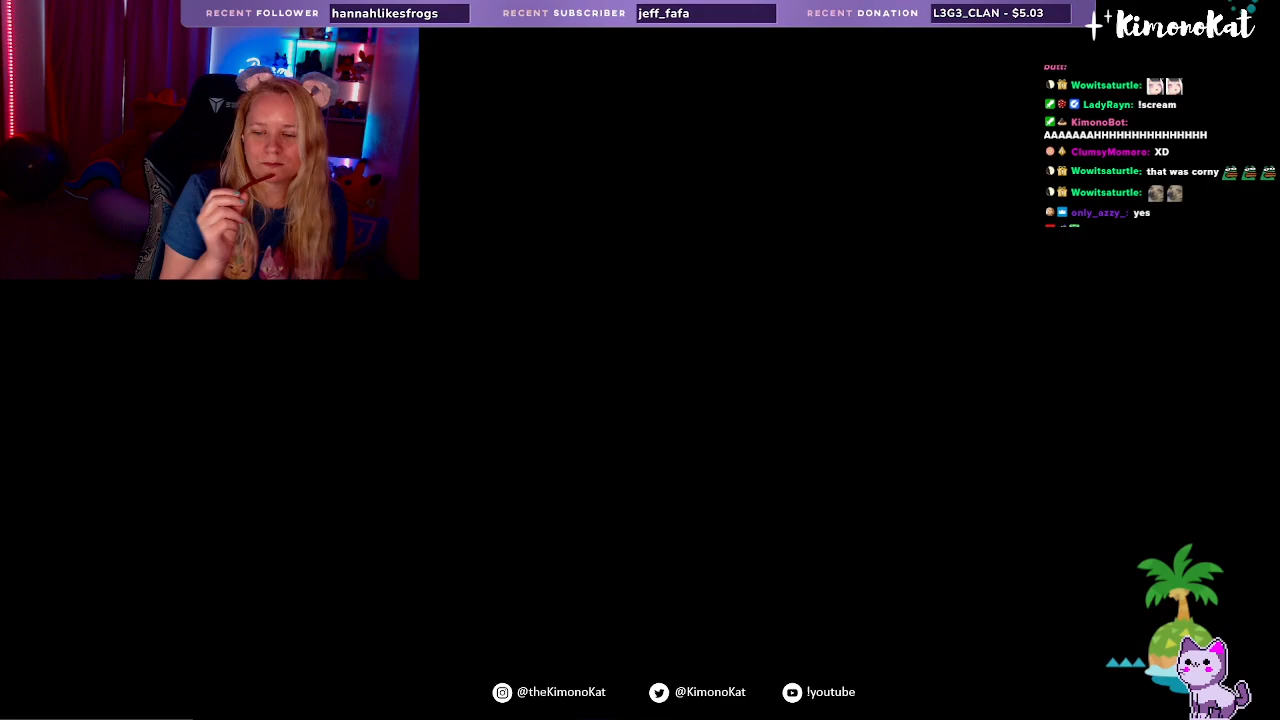 RECENT FOLLOWER hannahlikesfrogs RECENT SUBSCRIBER jeff_fafa RECENT DONATION L3G3_CLAN - $5.03
KimonoKat
Wowitsaturtle:
LadyRayn: !scream
KimonoBot:
AAAAAAAHHHHHHHHHHHHHHH
ClumsyMomoro: XD
Wowitsaturtle: that was corny
Wowitsaturtle:
only_azzy_: yes
@theKimonoKat @KimonoKat !youtube